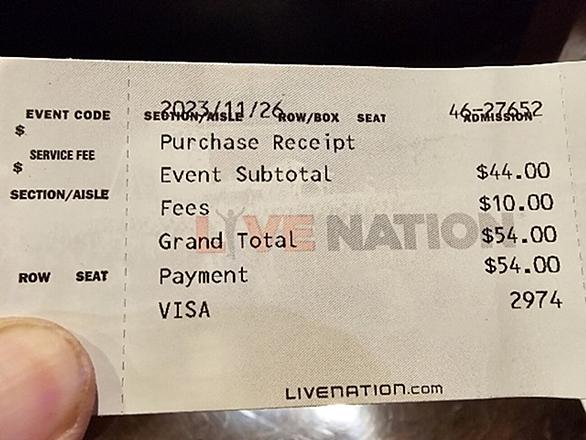 2023/11/26 46-27652
EVENT CODE SECTION/AISLE ROW/BOX SEAT ADMISSION
$
Purchase Receipt
SERVICE FEE
$
Event Subtotal $44.00
SECTION/AISLE
Fees $10.00
LIVE NATION
Grand Total $54.00
ROW SEAT
Payment $54.00
VISA 2974
LIVENATION.com